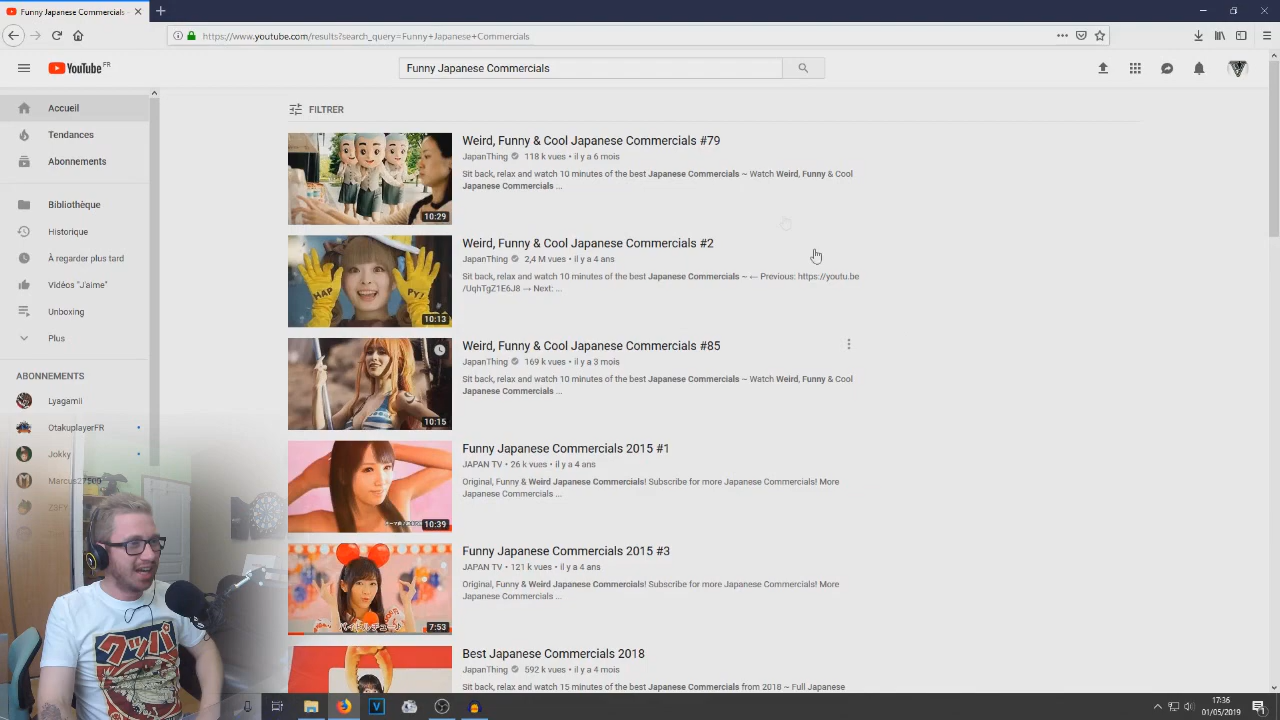 Funny Japanese Commercials
https://www.youtube.com/results?search_query=Funny+Japanese+Commercials
YouTube FR
Funny Japanese Commercials
Accueil
Tendances
Abonnements
Bibliothèque
Historique
À regarder plus tard
Vidéos "J'aime"
Unboxing
Plus
ABONNEMENTS
Lyagamii
OtakuplayerFR
Jokky
Marcus27500
FILTRER
10:29
Weird, Funny & Cool Japanese Commercials #79
JapanThing 118 k vues • il y a 6 mois
Sit back, relax and watch 10 minutes of the best Japanese Commercials ~ Watch Weird, Funny & Cool
Japanese Commercials ...
HAP PY?
10:13
Weird, Funny & Cool Japanese Commercials #2
JapanThing 2,4 M vues • il y a 4 ans
Sit back, relax and watch 10 minutes of the best Japanese Commercials ~ ← Previous: https://youtu.be
/UqhTgZ1E6J8 → Next: ...
10:15
Weird, Funny & Cool Japanese Commercials #85
JapanThing 169 k vues • il y a 3 mois
Sit back, relax and watch 10 minutes of the best Japanese Commercials ~ Watch Weird, Funny & Cool
Japanese Commercials ...
10:39
Funny Japanese Commercials 2015 #1
JAPAN TV • 26 k vues • il y a 4 ans
Original, Funny & Weird Japanese Commercials! Subscribe for more Japanese Commercials! More
Japanese Commercials ...
7:53
Funny Japanese Commercials 2015 #3
JAPAN TV • 121 k vues • il y a 4 ans
Original, Funny & Weird Japanese Commercials! Subscribe for more Japanese Commercials! More
Japanese Commercials ...
Best Japanese Commercials 2018
JapanThing 592 k vues • il y a 4 mois
Sit back, relax and watch 15 minutes of the best Japanese Commercials from 2018 ~ Full Japanese
クッパ
17:36
01/05/2019